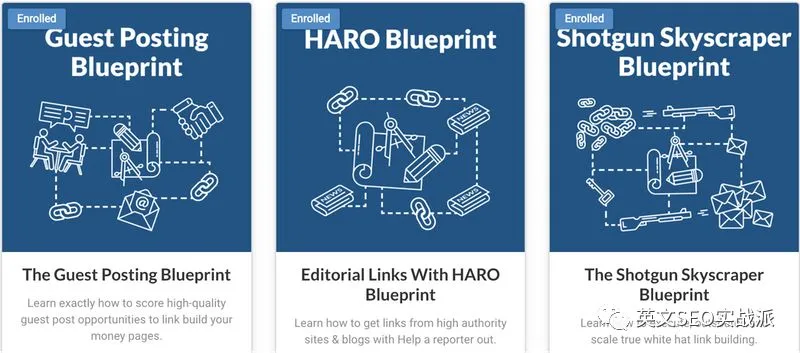 Enrolled
Guest Posting
Blueprint
The Guest Posting Blueprint
Learn exactly how to score high-quality
guest post opportunities to link build your
money pages.
Enrolled
HARO Blueprint
NEWS
NEWS
NEWS
Editorial Links With HARO
Blueprint
Learn how to get links from high authority
sites & blogs with Help a reporter out.
Enrolled
Shotgun Skyscraper
Blueprint
The Shotgun Skyscraper
Blueprint
Learn
scale true white hat link building.
英文SEO实战派